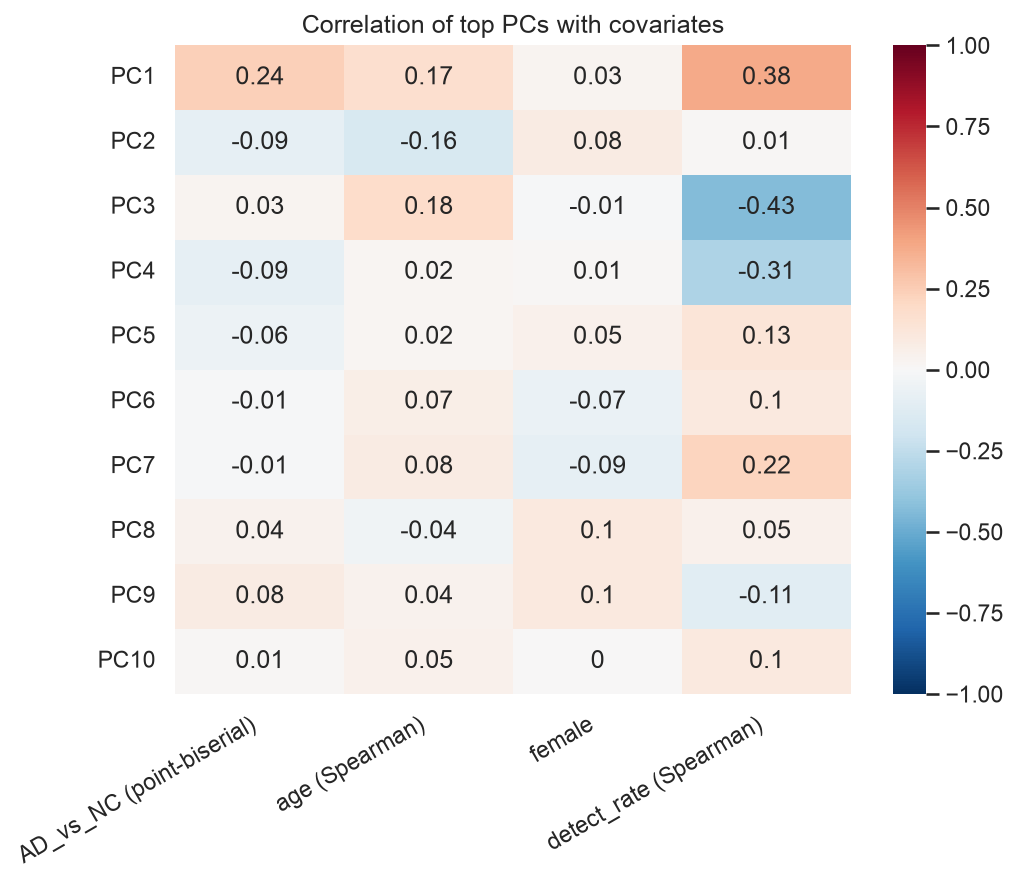 Correlation of top PCs with covariates
PC1 0.24 0.17 0.03 0.38
PC2 -0.09 -0.16 0.08 0.01
PC3 0.03 0.18 -0.01 -0.43
PC4 -0.09 0.02 0.01 -0.31
PC5 -0.06 0.02 0.05 0.13
PC6 -0.01 0.07 -0.07 0.1
PC7 -0.01 0.08 -0.09 0.22
PC8 0.04 -0.04 0.1 0.05
PC9 0.08 0.04 0.1 -0.11
PC10 0.01 0.05 0 0.1
AD_vs_NC (point-biserial)
age (Spearman)
female
detect_rate (Spearman)
1.00
0.75
0.50
0.25
0.00
−0.25
−0.50
−0.75
−1.00